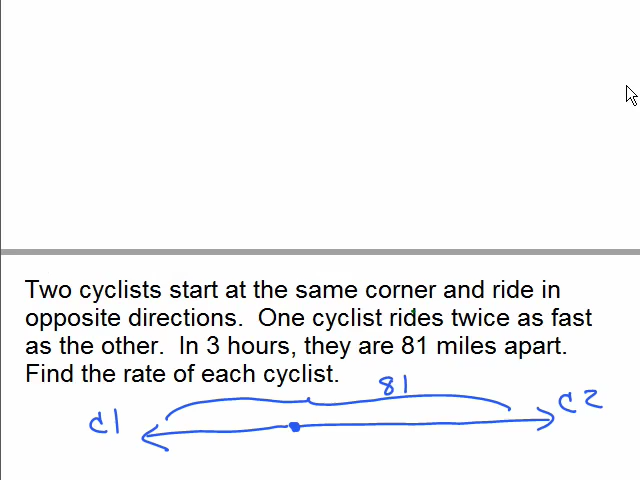 Two cyclists start at the same corner and ride in
opposite directions.  One cyclist rides twice as fast
as the other.  In 3 hours, they are 81 miles apart.
Find the rate of each cyclist.
81
C1
C2